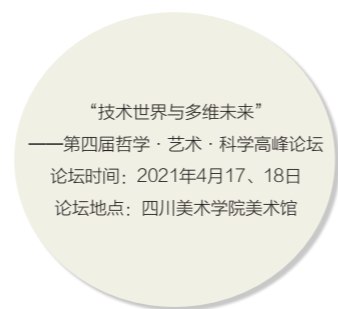 “技术世界与多维未来”
——第四届哲学·艺术·科学高峰论坛
论坛时间：2021年4月17、18日
论坛地点：四川美术学院美术馆